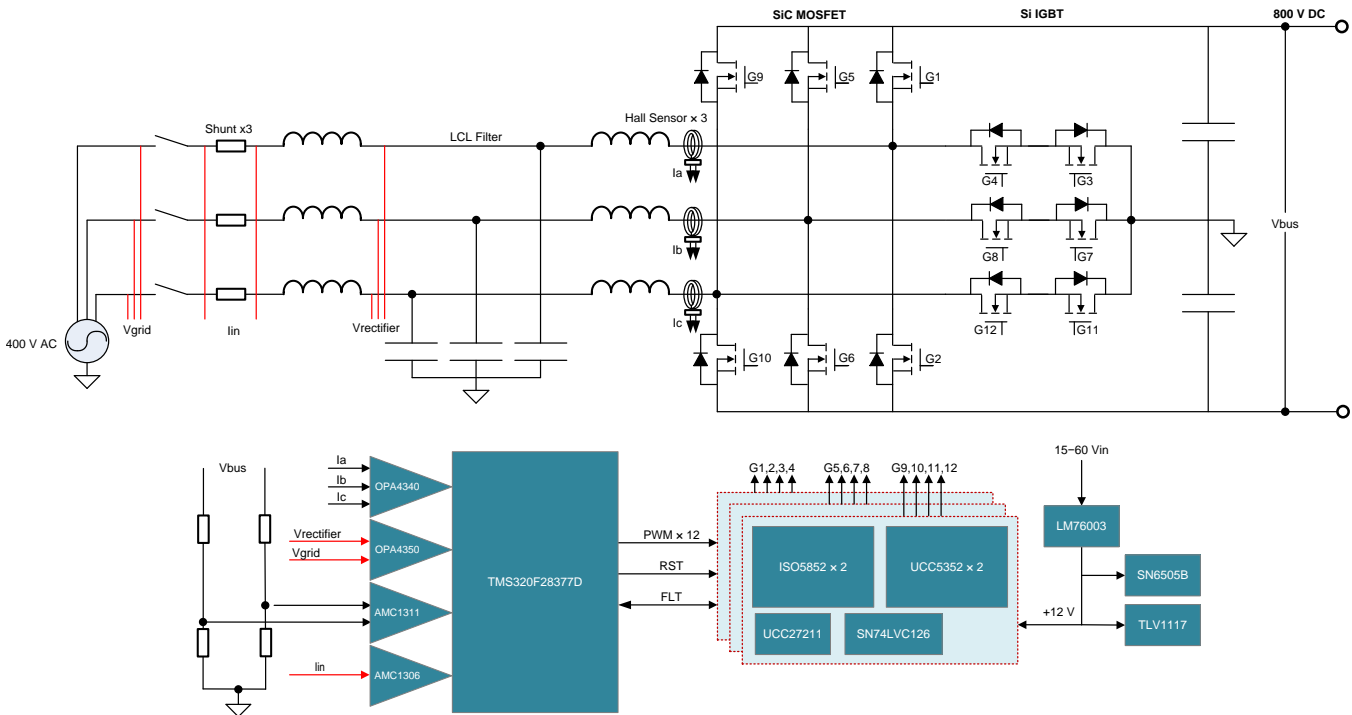 SiC MOSFET
Si IGBT
800 V DC
G9
G5
G1
Shunt x3
LCL Filter
Hall Sensor × 3
Ia
G4
G3
Ib
G8
G7
Vbus
Ic
G12
G11
Vgrid
Iin
Vrectifier
400 V AC
G10
G6
G2
Vbus
Ia
Ib
Ic
OPA4340
Vrectifier
Vgrid
OPA4350
AMC1311
Iin
AMC1306
TMS320F28377D
PWM × 12
RST
FLT
G1,2,3,4
G5,6,7,8
G9,10,11,12
ISO5852 × 2
UCC5352 × 2
UCC27211
SN74LVC126
15−60 Vin
LM76003
SN6505B
+12 V
TLV1117